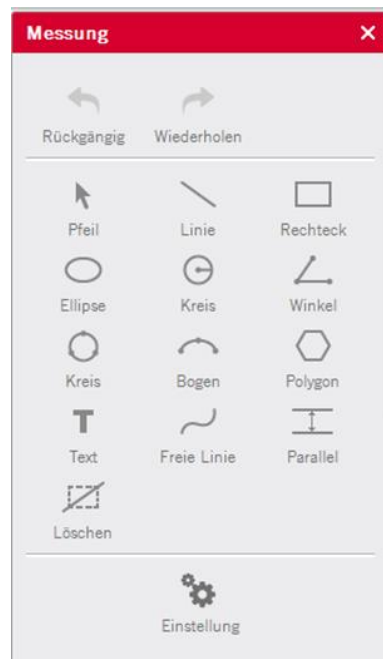 Messung
Rückgängig Wiederholen
Pfeil Linie Rechteck
Ellipse Kreis Winkel
Kreis Bogen Polygon
T
Text Freie Linie Parallel
Löschen
Einstellung